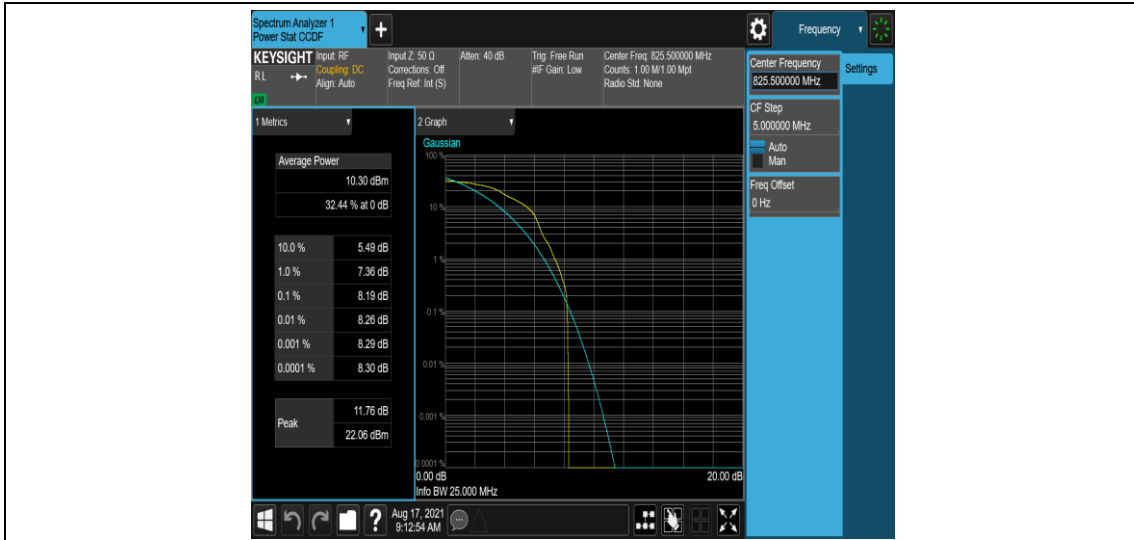 Spectrum Analyzer 1
Power Stat CCDF
+
Frequency
KEYSIGHT
RL
LXI
Input: RF
Coupling: DC
Align: Auto
Input Z: 50 Ω
Corrections: Off
Freq Ref: Int (S)
Atten: 40 dB
Trig: Free Run
#IF Gain: Low
Center Freq: 825.500000 MHz
Counts: 1.00 M/1.00 Mpt
Radio Std: None
Center Frequency
825.500000 MHz
Settings
CF Step
5.000000 MHz
Auto
Man
Freq Offset
0 Hz
1 Metrics
Average Power
10.30 dBm
32.44 % at 0 dB
10.0 % 5.49 dB
1.0 % 7.36 dB
0.1 % 8.19 dB
0.01 % 8.26 dB
0.001 % 8.29 dB
0.0001 % 8.30 dB
Peak
11.76 dB
22.06 dBm
2 Graph
Gaussian
100 %
10 %
1 %
0.1 %
0.01 %
0.001 %
0.0001 %
0.00 dB 20.00 dB
Info BW 25.000 MHz
?
Aug 17, 2021
9:12:54 AM